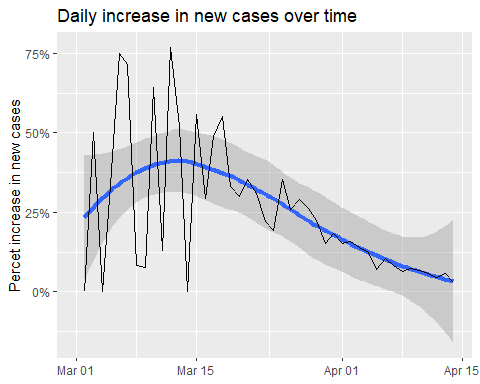 Daily increase in new cases over time
Percet increase in new cases
75%
50%
25%
0%
Mar 01
Mar 15
Apr 01
Apr 15